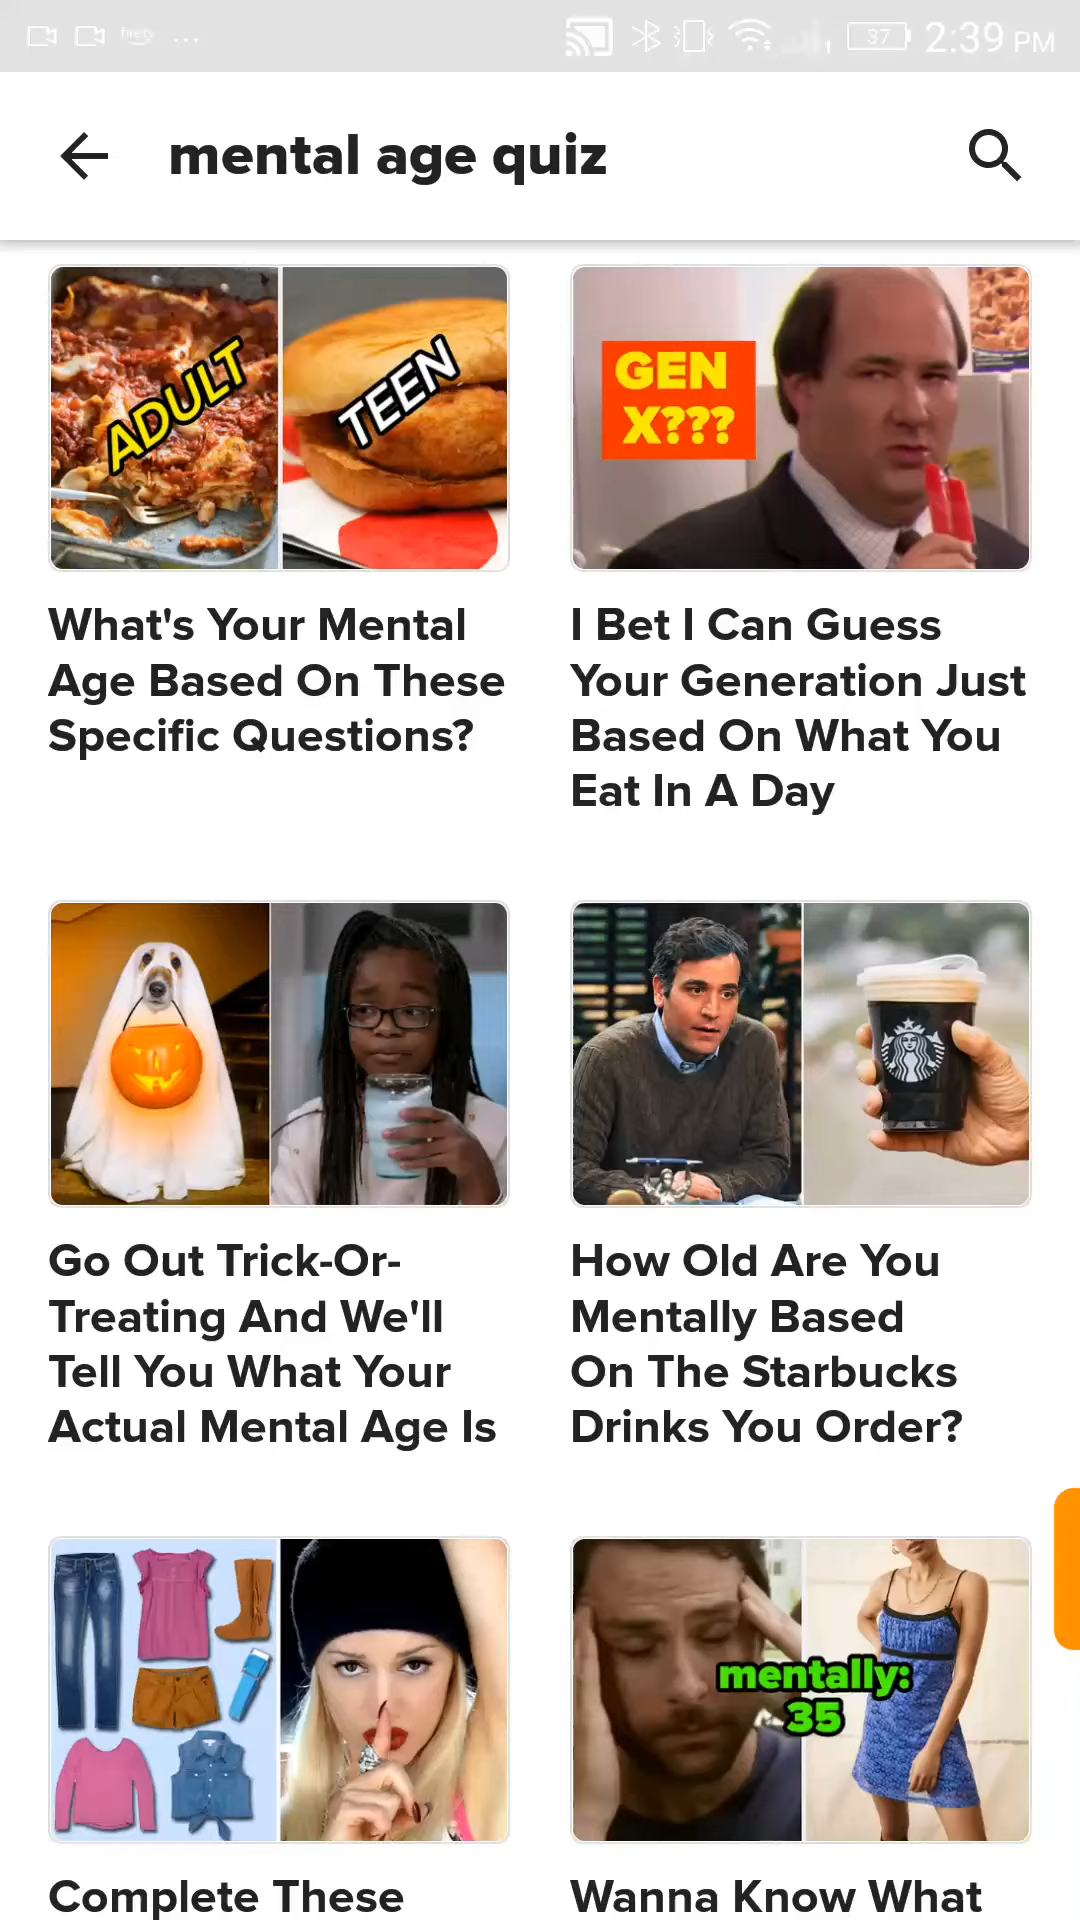 fire tv ... 37 2:39 PM
mental age quiz
ADULT
TEEN
GEN
X???
What's Your Mental
Age Based On These
Specific Questions?
I Bet I Can Guess
Your Generation Just
Based On What You
Eat In A Day
Go Out Trick-Or-
Treating And We'll
Tell You What Your
Actual Mental Age Is
How Old Are You
Mentally Based
On The Starbucks
Drinks You Order?
mentally:
35
Complete These
Wanna Know What